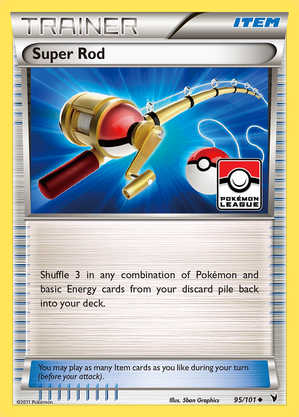 TRAINER
ITEM
Super Rod
POKÉMON
LEAGUE
Shuffle 3 in any combination of Pokémon and
basic Energy cards from your discard pile back
into your deck.
You may play as many Item cards as you like during your turn
(before your attack).
©2011 Pokémon
Illus. 5ban Graphics
95/101